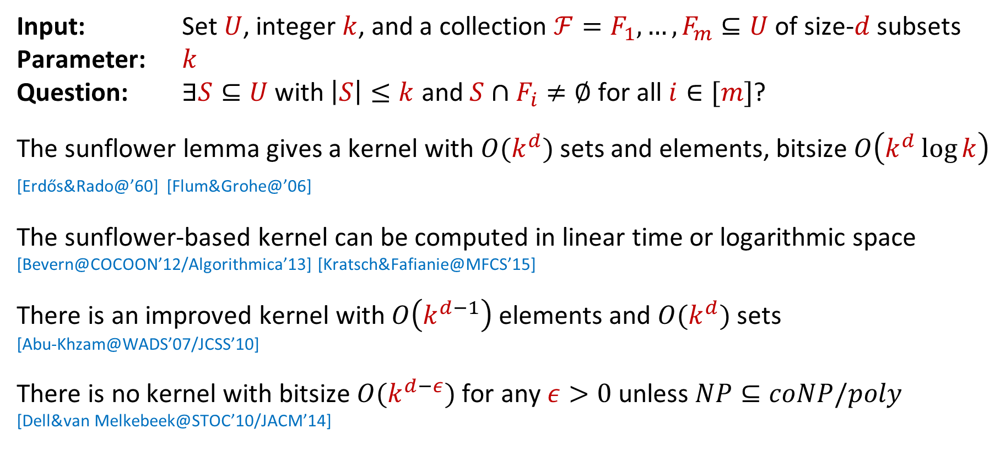 Input: Set U, integer k, and a collection ℱ = F₁, … , Fₘ ⊆ U of size-d subsets
Parameter: k
Question: ∃S ⊆ U with |S| ≤ k and S ∩ Fᵢ ≠ ∅ for all i ∈ [m]?
The sunflower lemma gives a kernel with O(k^d) sets and elements, bitsize O(k^d log k)
[Erdős&Rado@’60] [Flum&Grohe@’06]
The sunflower-based kernel can be computed in linear time or logarithmic space
[Bevern@COCOON’12/Algorithmica’13] [Kratsch&Fafianie@MFCS’15]
There is an improved kernel with O(k^{d−1}) elements and O(k^d) sets
[Abu-Khzam@WADS’07/JCSS’10]
There is no kernel with bitsize O(k^{d−ϵ}) for any ϵ > 0 unless NP ⊆ coNP/poly
[Dell&van Melkebeek@STOC’10/JACM’14]